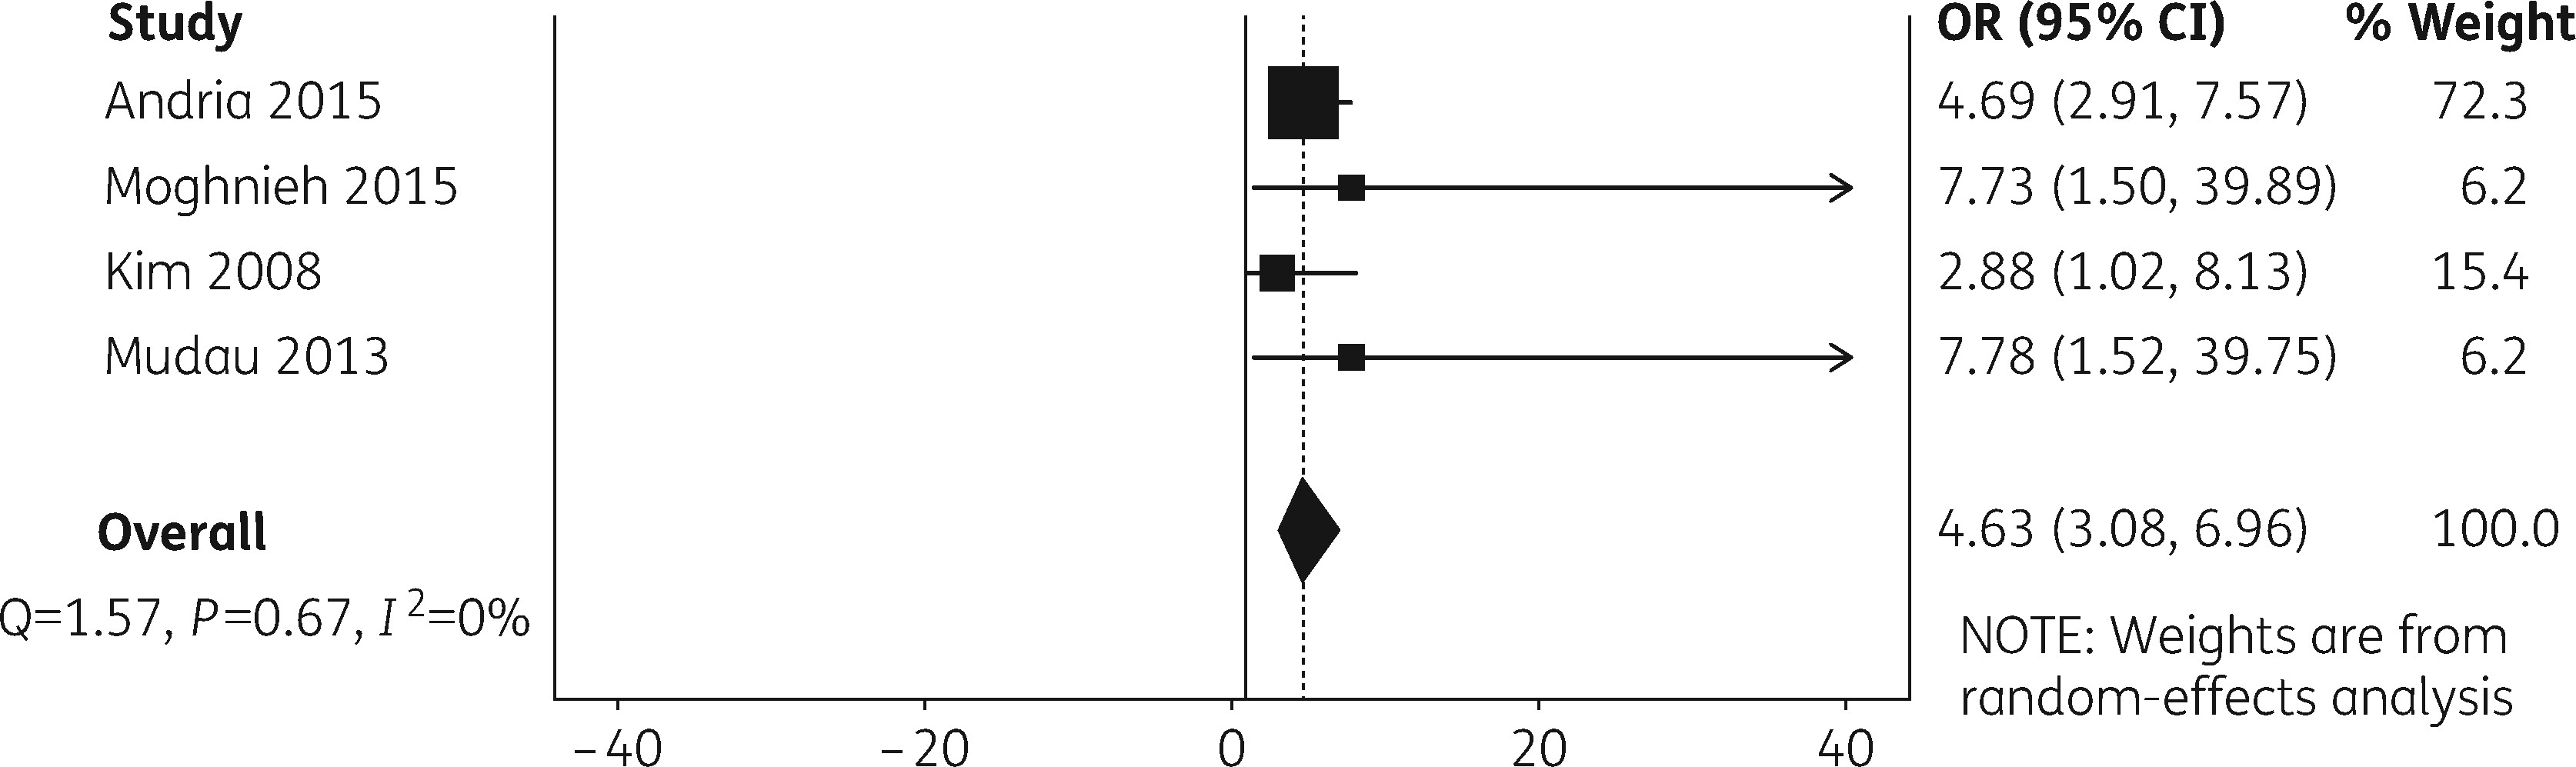 Study OR (95% CI) % Weight
Andria 2015 4.69 (2.91, 7.57) 72.3
Moghnieh 2015 7.73 (1.50, 39.89) 6.2
Kim 2008 2.88 (1.02, 8.13) 15.4
Mudau 2013 7.78 (1.52, 39.75) 6.2
Overall 4.63 (3.08, 6.96) 100.0
Q=1.57, P=0.67, I²=0%
NOTE: Weights are from
random-effects analysis
–40 –20 0 20 40